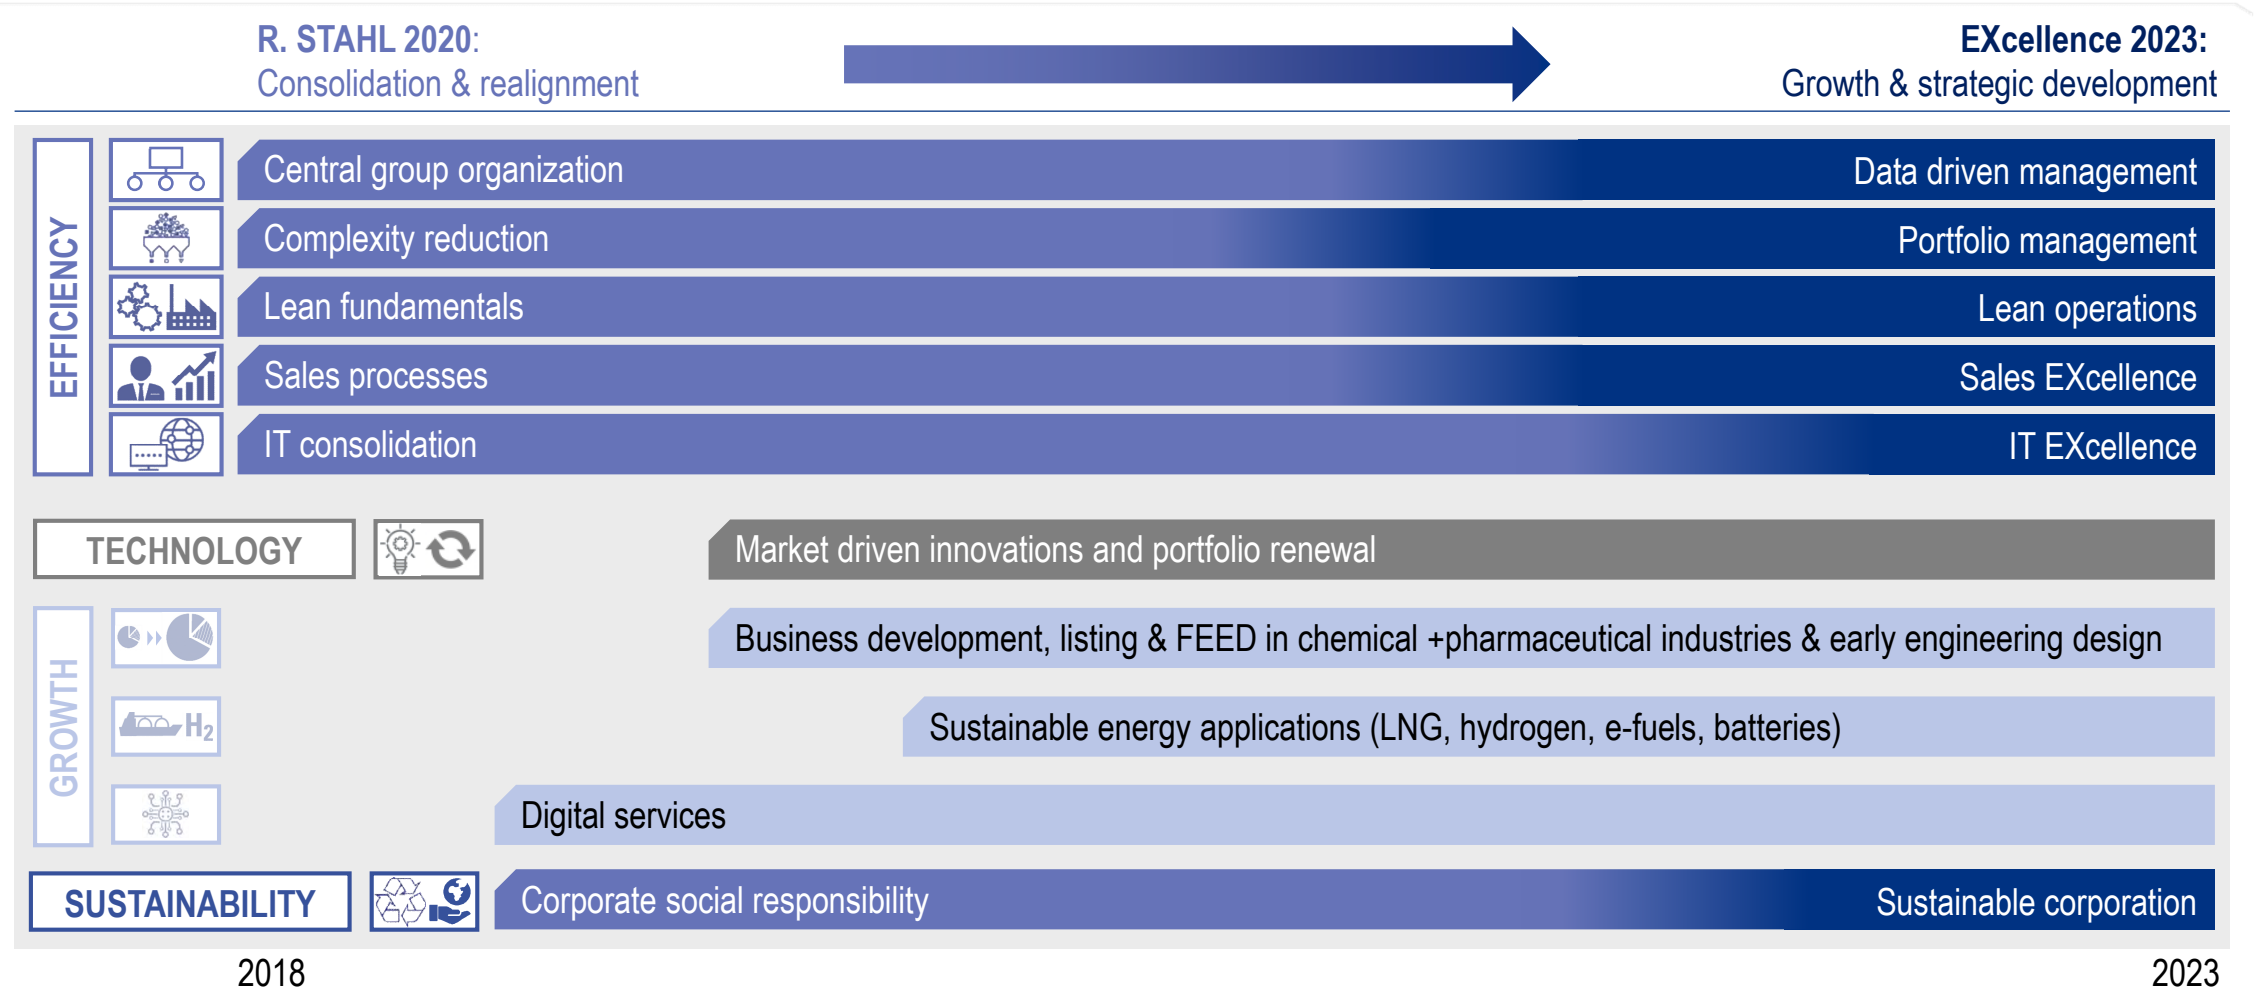 R. STAHL 2020:
Consolidation & realignment
EXcellence 2023:
Growth & strategic development
EFFICIENCY
Central group organization
Data driven management
Complexity reduction
Portfolio management
Lean fundamentals
Lean operations
Sales processes
Sales EXcellence
IT consolidation
IT EXcellence
TECHNOLOGY
Market driven innovations and portfolio renewal
GROWTH
Business development, listing & FEED in chemical +pharmaceutical industries & early engineering design
H2
Sustainable energy applications (LNG, hydrogen, e-fuels, batteries)
Digital services
SUSTAINABILITY
Corporate social responsibility
Sustainable corporation
2018
2023